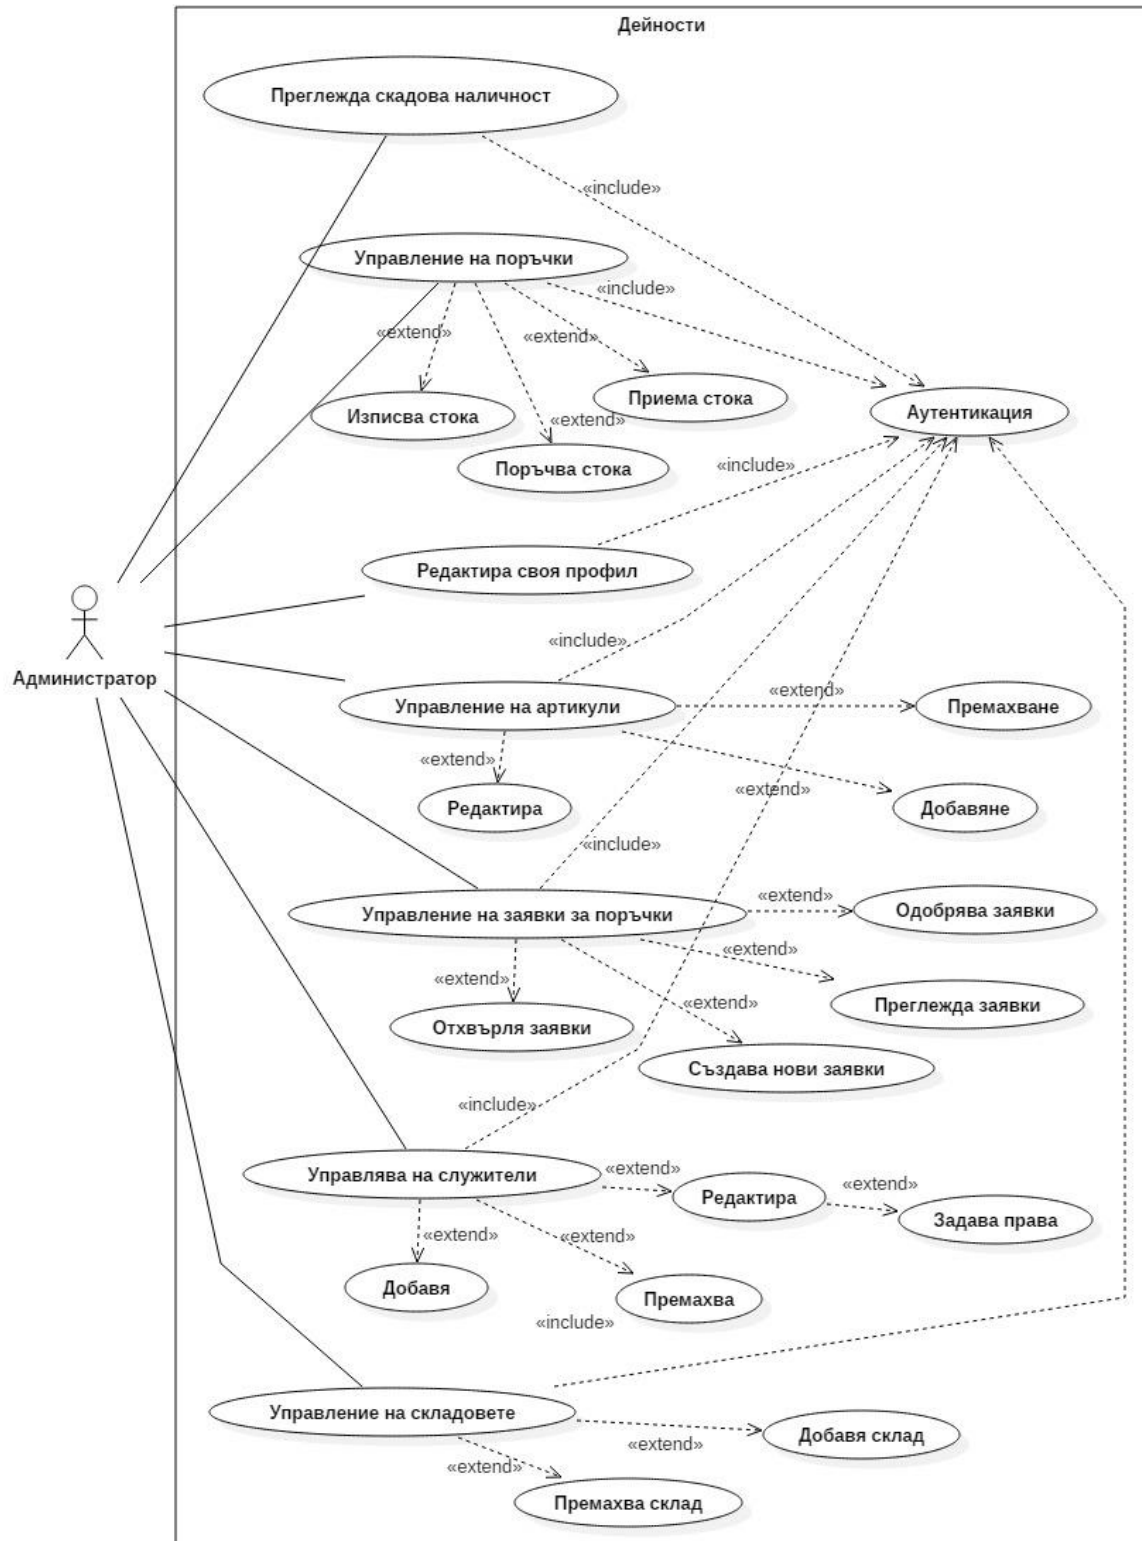 Дейности
Преглежда скадова наличност
«include»
Управление на поръчки
«include»
«extend»
«extend»
Приема стока
Изписва стока
«extend»
Аутентикация
Поръчва стока
«include»
Редактира своя профил
Администратор
«include»
Управление на артикули
«extend»
Премахване
«extend»
«extend»
Редактира
Добавяне
«include»
Управление на заявки за поръчки
«extend»
Одобрява заявки
«extend»
«extend»
Преглежда заявки
«extend»
Отхвърля заявки
Създава нови заявки
«include»
Управлява на служители
«extend»
Редактира
«extend»
Задава права
«extend»
«extend»
Добавя
Премахва
«include»
Управление на складовете
Добавя склад
«extend»
«extend»
Премахва склад